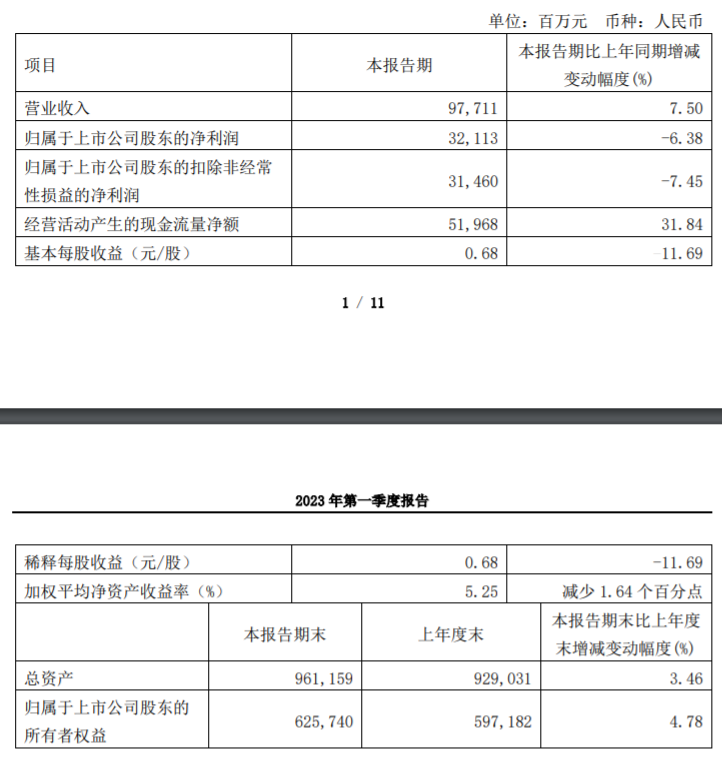 单位：百万元 币种：人民币
项目 本报告期 本报告期比上年同期增减
变动幅度(%)
营业收入 97,711 7.50
归属于上市公司股东的净利润 32,113 -6.38
归属于上市公司股东的扣除非经常
性损益的净利润 31,460 -7.45
经营活动产生的现金流量净额 51,968 31.84
基本每股收益（元/股） 0.68 -11.69
1 / 11
2023 年第一季度报告
稀释每股收益（元/股） 0.68 -11.69
加权平均净资产收益率（%） 5.25 减少 1.64 个百分点
本报告期末 上年度末 本报告期末比上年度
末增减变动幅度(%)
总资产 961,159 929,031 3.46
归属于上市公司股东的
所有者权益 625,740 597,182 4.78